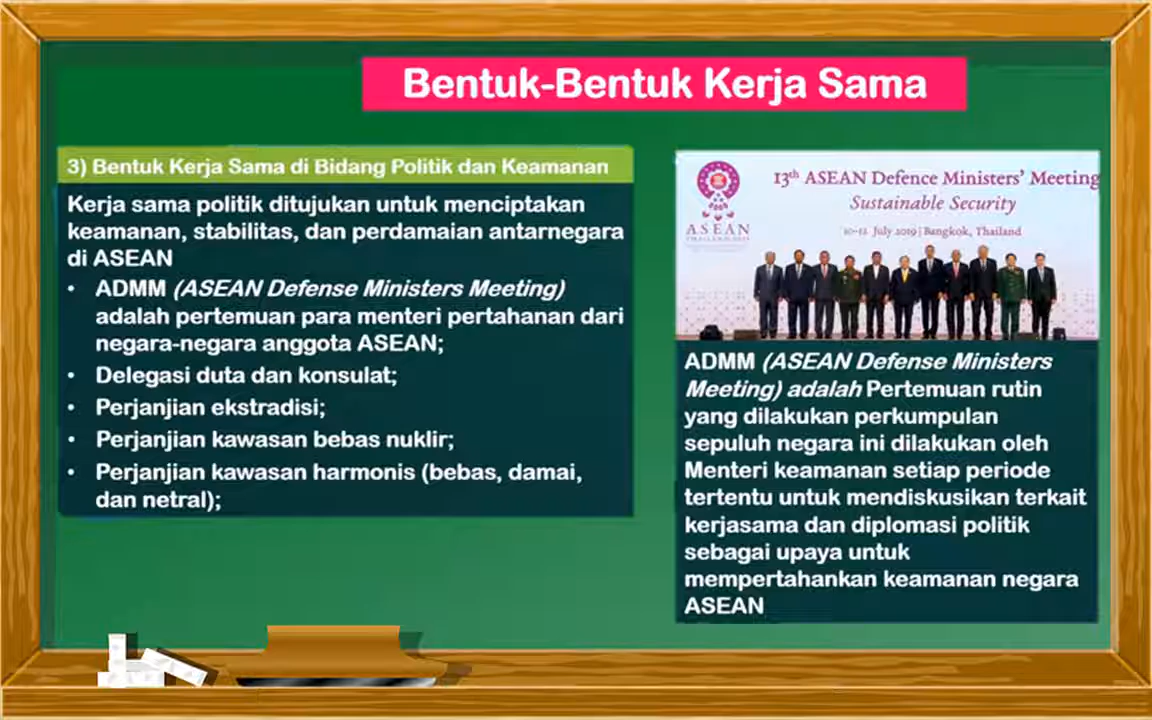 Bentuk-Bentuk Kerja Sama
3) Bentuk Kerja Sama di Bidang Politik dan Keamanan
Kerja sama politik ditujukan untuk menciptakan
keamanan, stabilitas, dan perdamaian antarnegara
di ASEAN
• ADMM (ASEAN Defense Ministers Meeting)
adalah pertemuan para menteri pertahanan dari
negara-negara anggota ASEAN;
• Delegasi duta dan konsulat;
• Perjanjian ekstradisi;
• Perjanjian kawasan bebas nuklir;
• Perjanjian kawasan harmonis (bebas, damai,
dan netral);
13th ASEAN Defence Ministers' Meeting
Sustainable Security
10-12 July 2019 | Bangkok, Thailand
ASEAN
ADMM (ASEAN Defense Ministers
Meeting) adalah Pertemuan rutin
yang dilakukan perkumpulan
sepuluh negara ini dilakukan oleh
Menteri keamanan setiap periode
tertentu untuk mendiskusikan terkait
kerjasama dan diplomasi politik
sebagai upaya untuk
mempertahankan keamanan negara
ASEAN